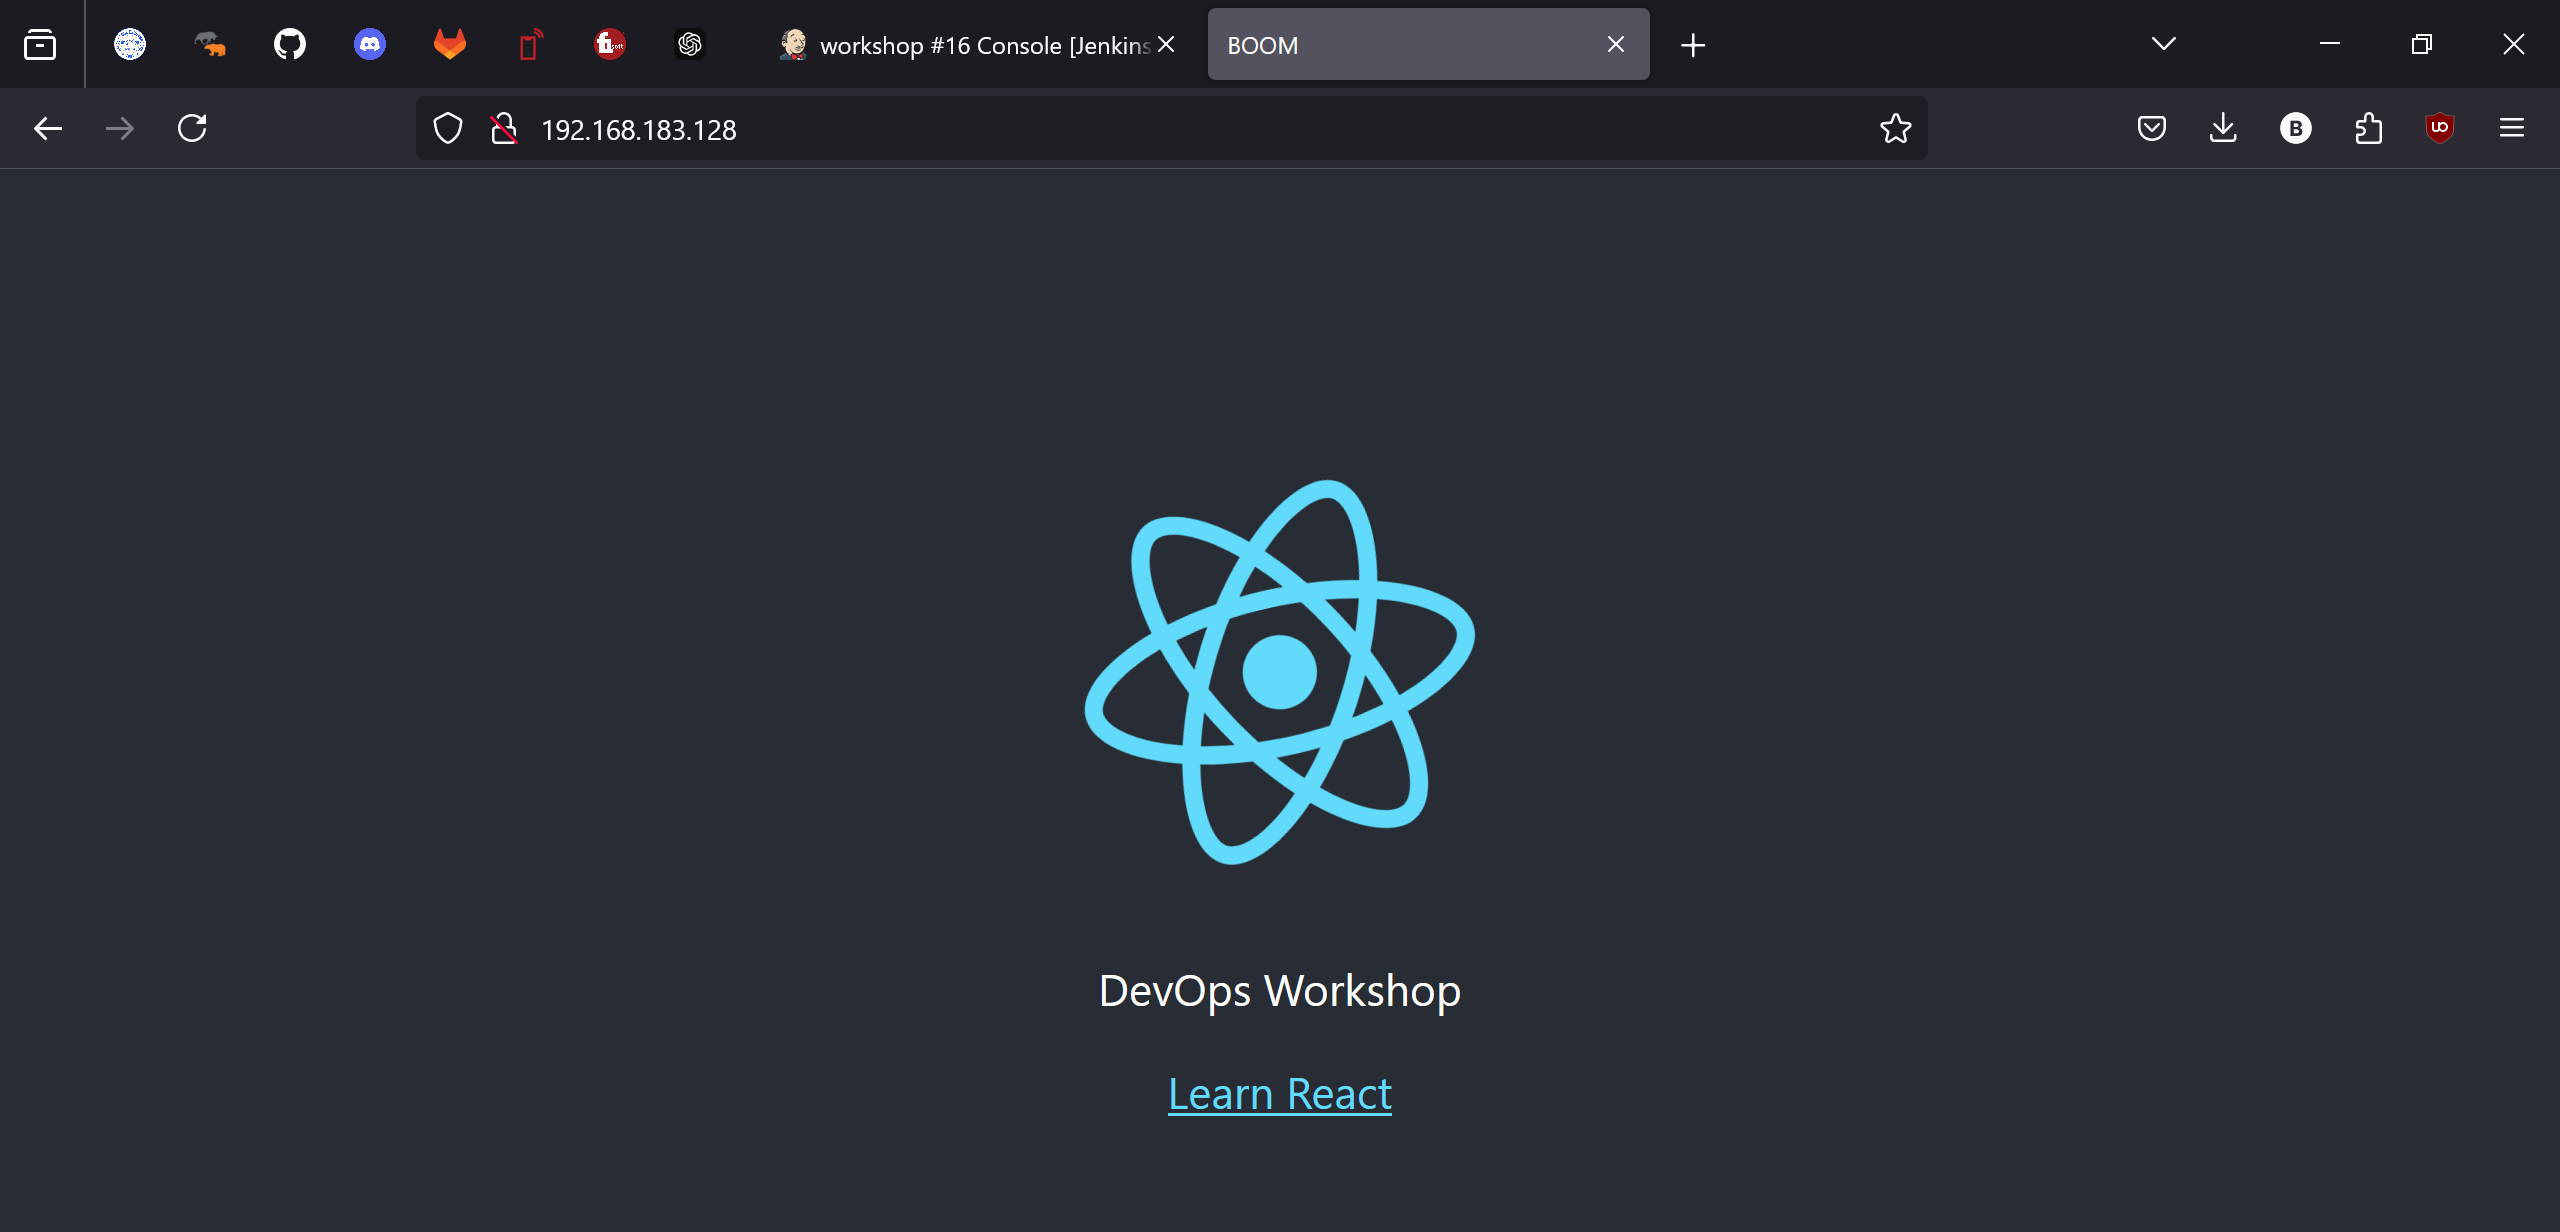 workshop #16 Console [Jenkins
BOOM
192.168.183.128
DevOps Workshop
Learn React